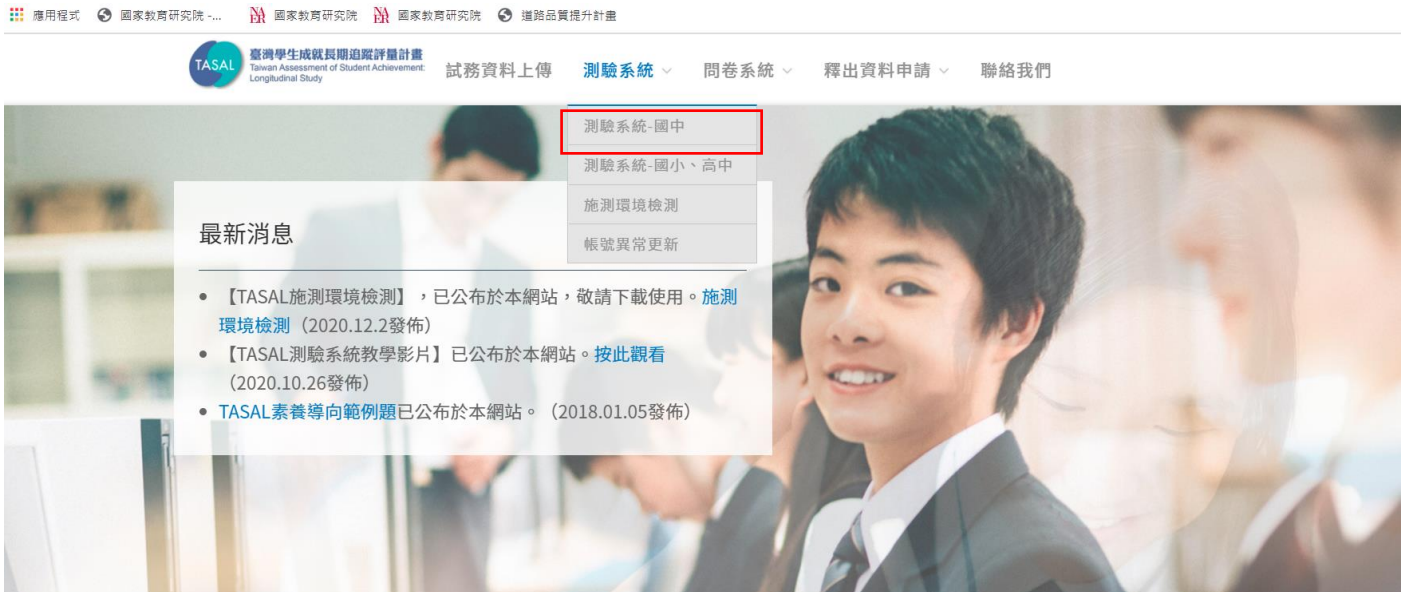 應用程式 國家教育研究院 -... 國家教育研究院 國家教育研究院 道路品質提升計畫
TASAL
臺灣學生成就長期追蹤評量計畫
Taiwan Assessment of Student Achievement:
Longitudinal Study
試務資料上傳 測驗系統 問卷系統 釋出資料申請 聯絡我們
測驗系統-國中
測驗系統-國小、高中
施測環境檢測
帳號異常更新
最新消息
【TASAL施測環境檢測】，已公布於本網站，敬請下載使用。施測
環境檢測（2020.12.2發佈）
【TASAL測驗系統教學影片】已公布於本網站。按此觀看
（2020.10.26發佈）
TASAL素養導向範例題已公布於本網站。（2018.01.05發佈）